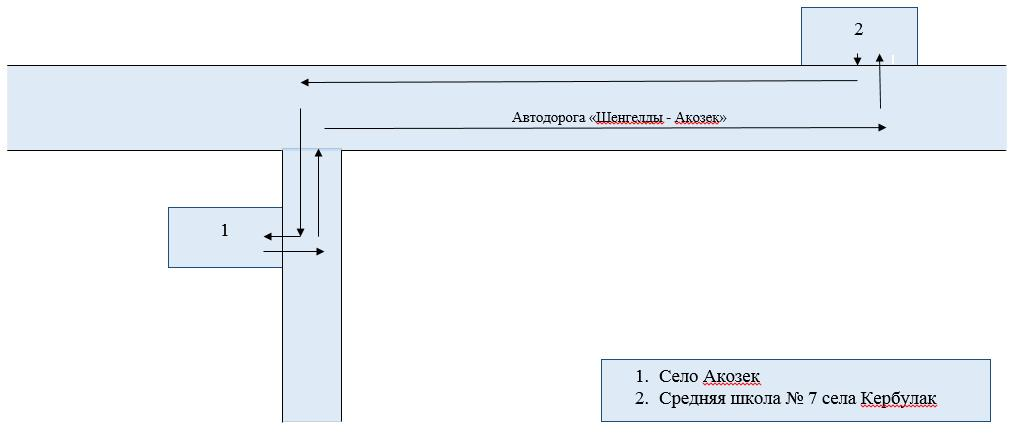 2
Автодорога «Шенгелды - Акозек»
1
1. Село Акозек
2. Средняя школа № 7 села Кербулак